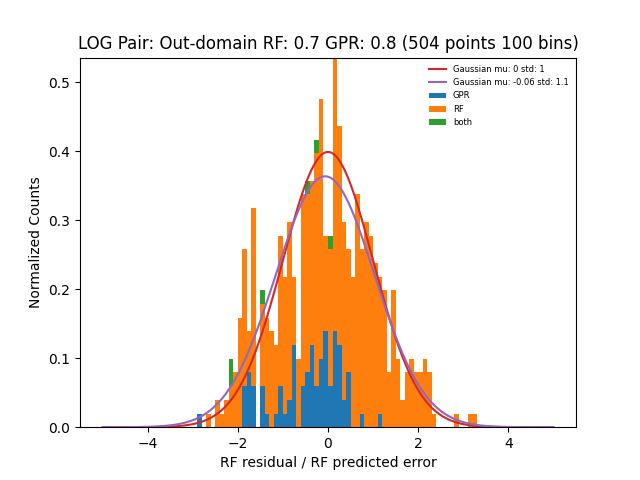 LOG Pair: Out-domain RF: 0.7 GPR: 0.8 (504 points 100 bins)
Gaussian mu: 0 std: 1
Gaussian mu: -0.06 std: 1.1
GPR
RF
both
Normalized Counts
0.5
0.4
0.3
0.2
0.1
0.0
−4 −2 0 2 4
RF residual / RF predicted error